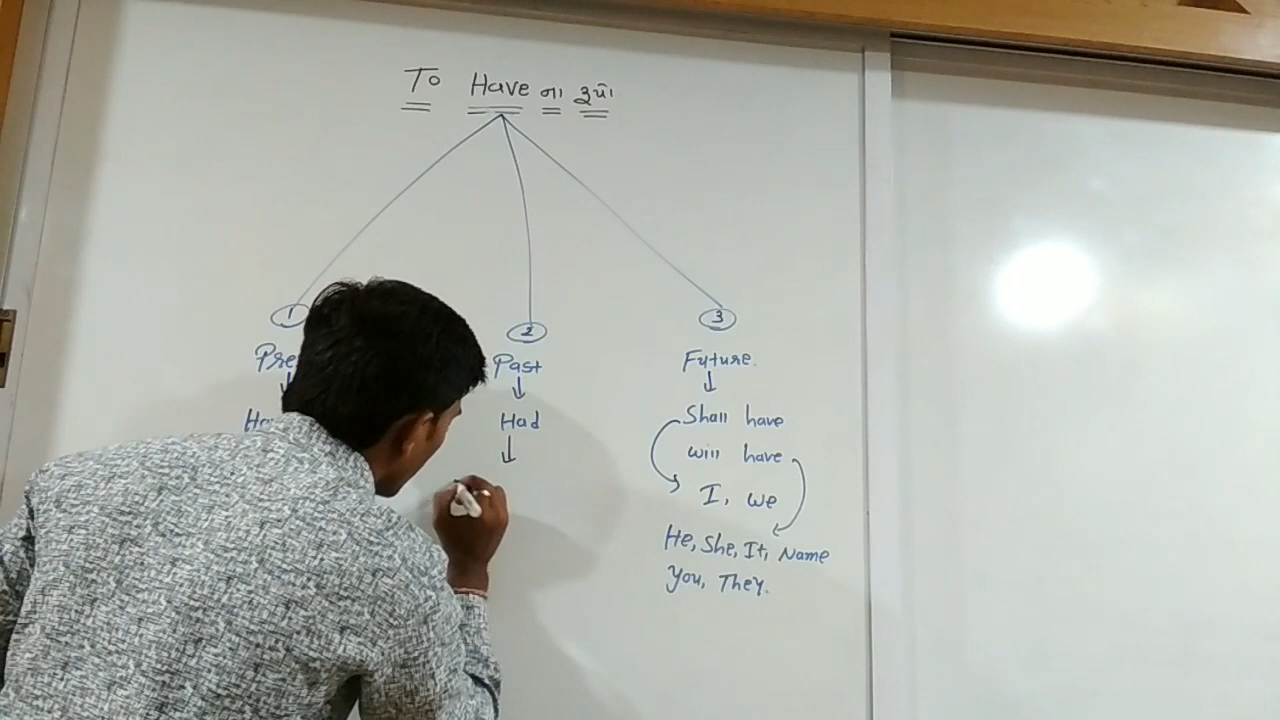 To Have ના રૂપો
1 2 3
Past Future.
Had Shall have
will have
I, we
He, She, It, Name
You, They.